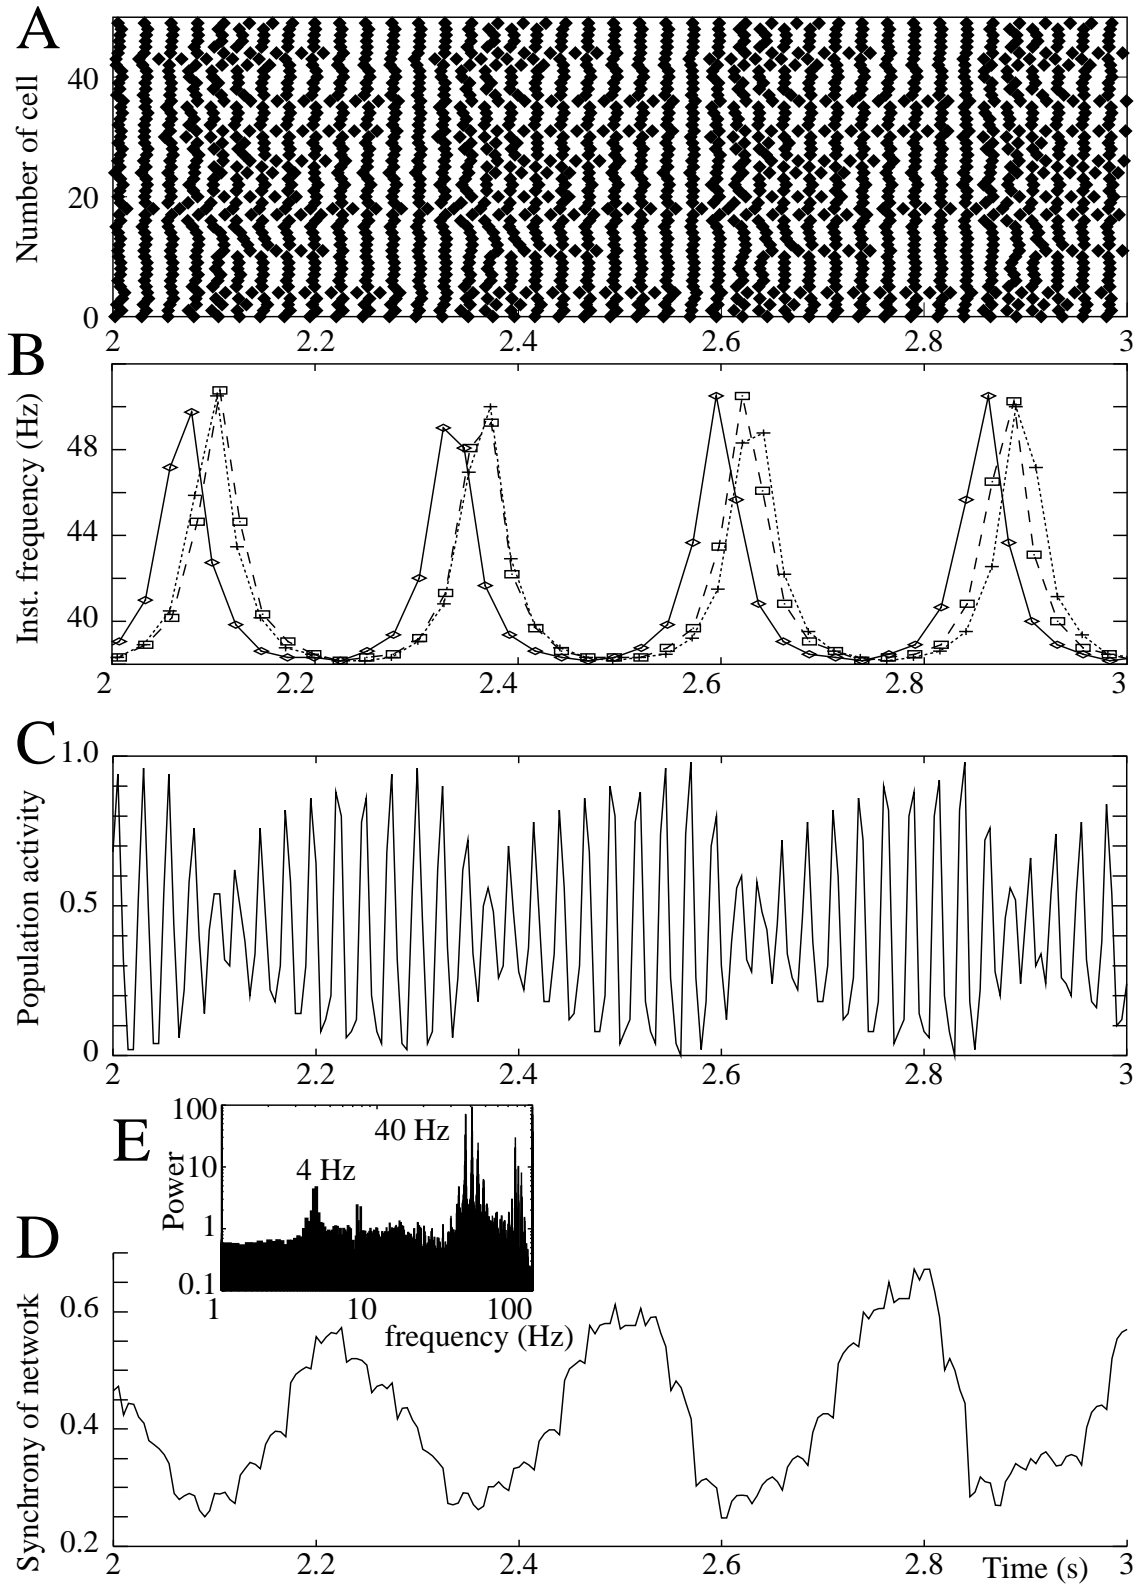 A
Number of cell
40
20
0
2 2.2 2.4 2.6 2.8 3
B
Inst. frequency (Hz)
48
44
40
2 2.2 2.4 2.6 2.8 3
C
Population activity
1.0
0.5
0
2 2.2 2.4 2.6 2.8 3
E
Power
100
10
1
0.1
40 Hz
4 Hz
1 10 100
frequency (Hz)
D
Synchrony of network
0.6
0.4
0.2
2 2.2 2.4 2.6 2.8 Time (s) 3